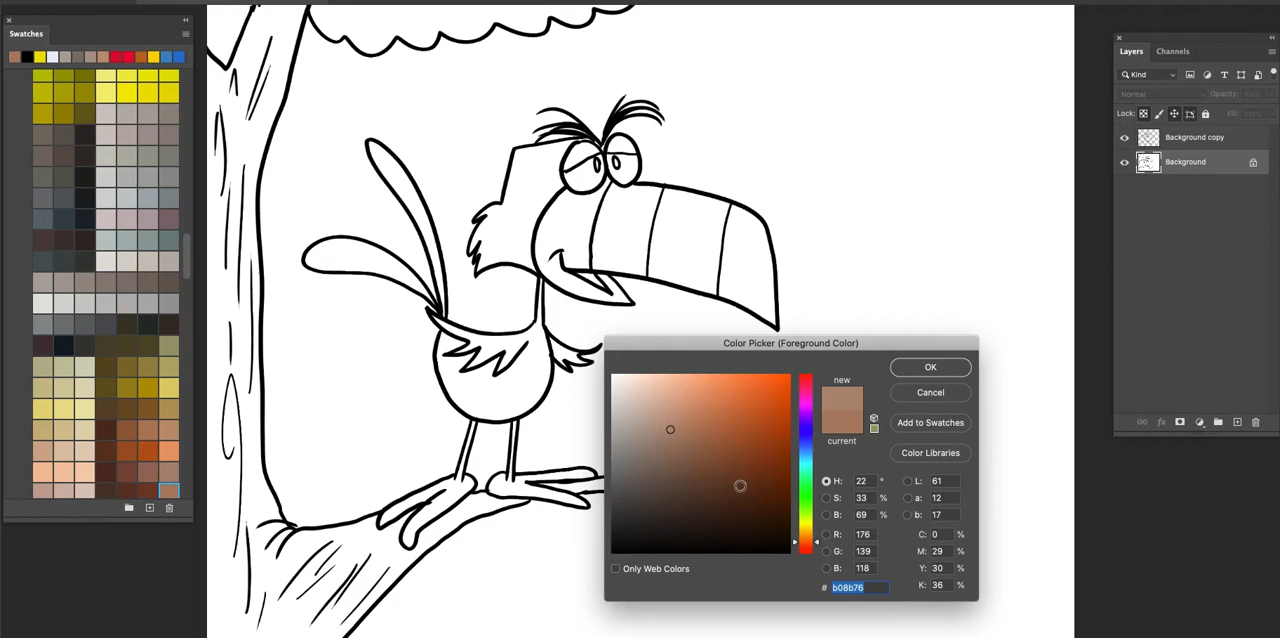 Swatches
Color Picker (Foreground Color)
new
current
OK
Cancel
Add to Swatches
Color Libraries
H: 22 °
S: 33 %
B: 69 %
R: 176
G: 139
B: 118
L: 61
a: 12
b: 17
C: 0 %
M: 29 %
Y: 30 %
K: 36 %
# b08b76
Only Web Colors
Layers Channels
Kind
Normal Opacity: 100%
Lock: Fill: 100%
Background copy
Background